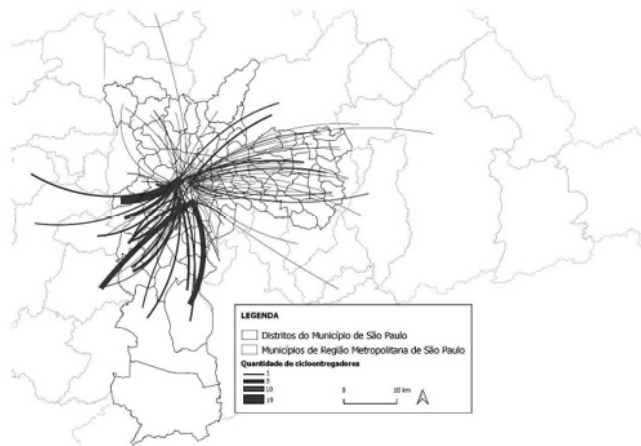 LEGENDA
Distritos do Município de São Paulo
Municípios de Região Metropolitana de São Paulo
Quantidade de cicloentregadores
1
5
10
19
0 10 km